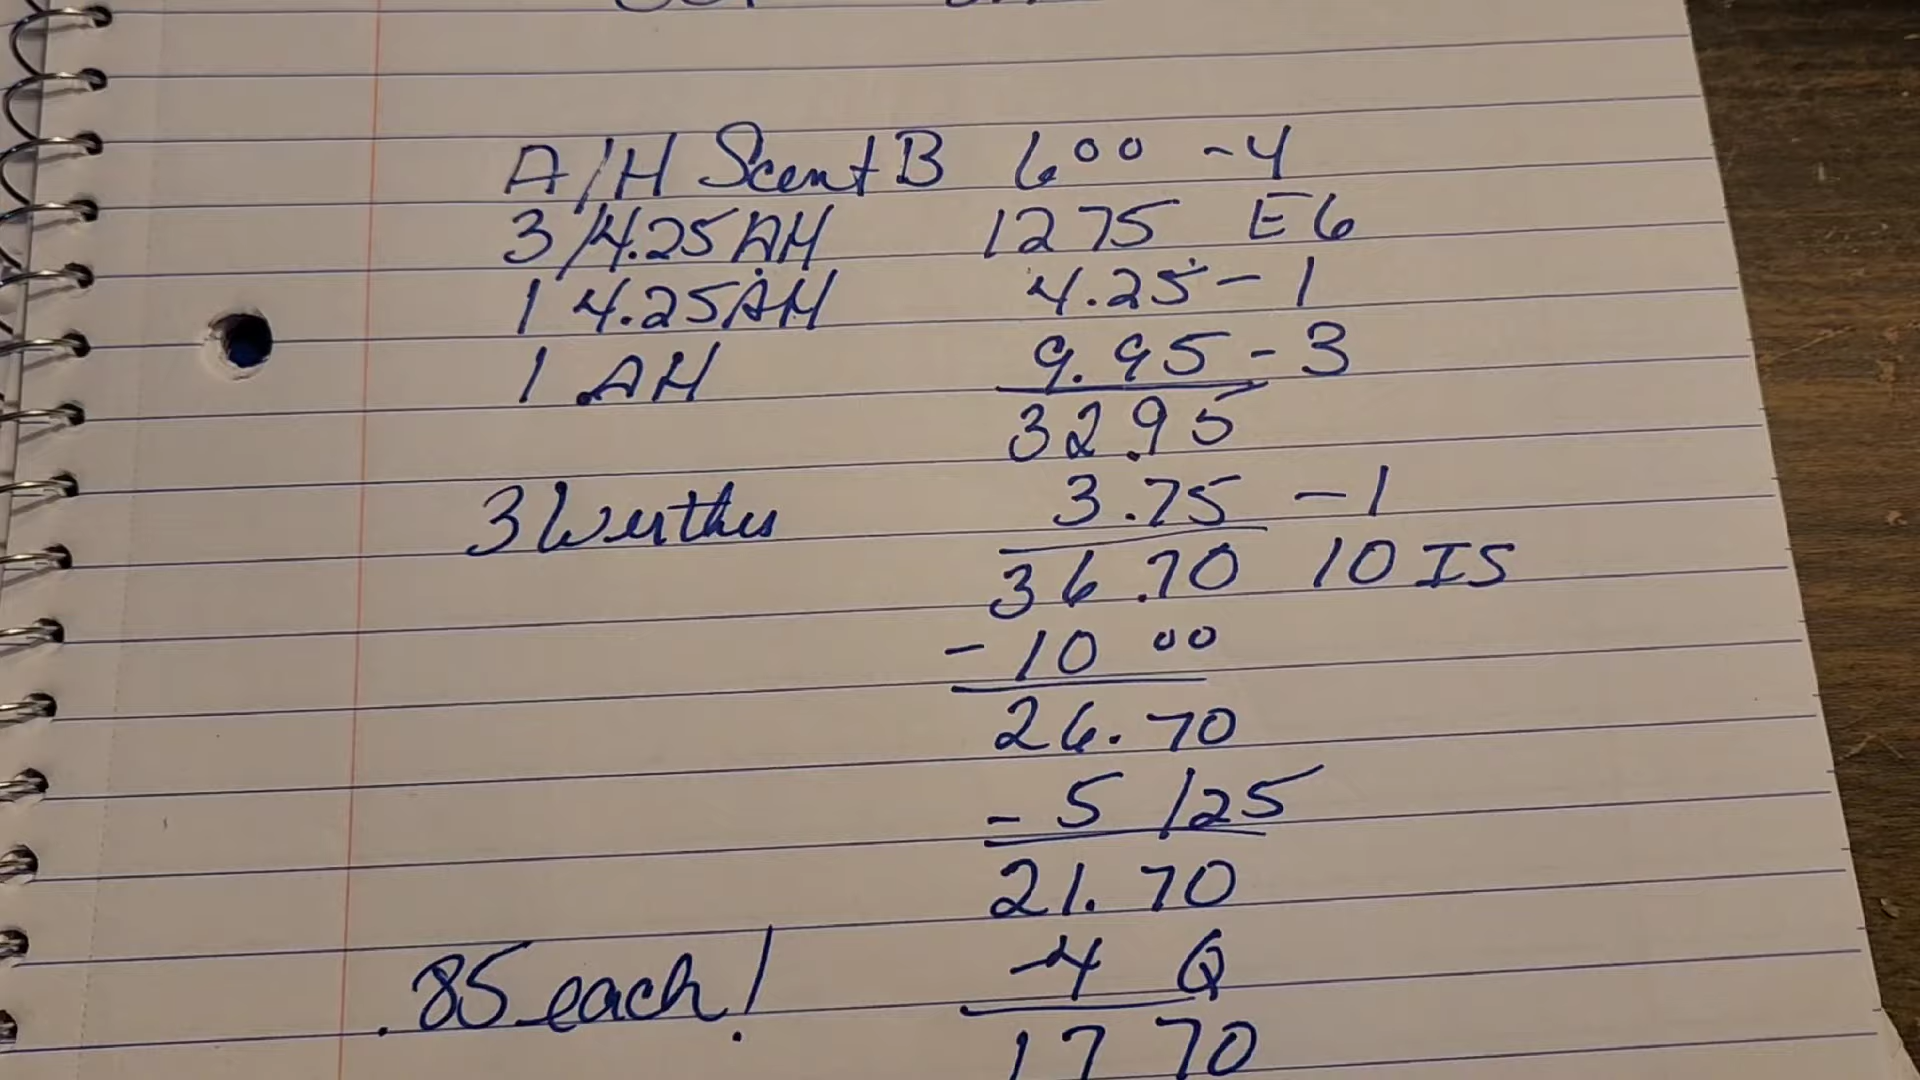 A/H Scent B 6 00 - 4
3/4.25 AH 12 75 E6
1 4.25 AH 4.25 - 1
1 AH 9.95 - 3
32.95
3 Werthers 3.75 - 1
36.70 10 IS
- 10 00
26.70
- 5 /25
21.70
.85 each! -4 Q
17 70